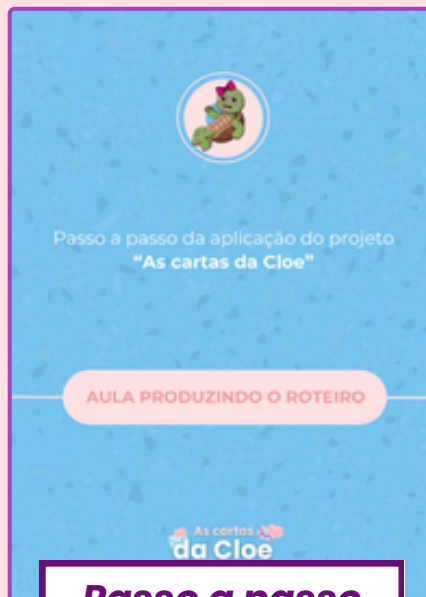 Passo a passo da aplicação do projeto
“As cartas da Cloe”
AULA PRODUZINDO O ROTEIRO
As cartas
da Cloe
Passo a passo